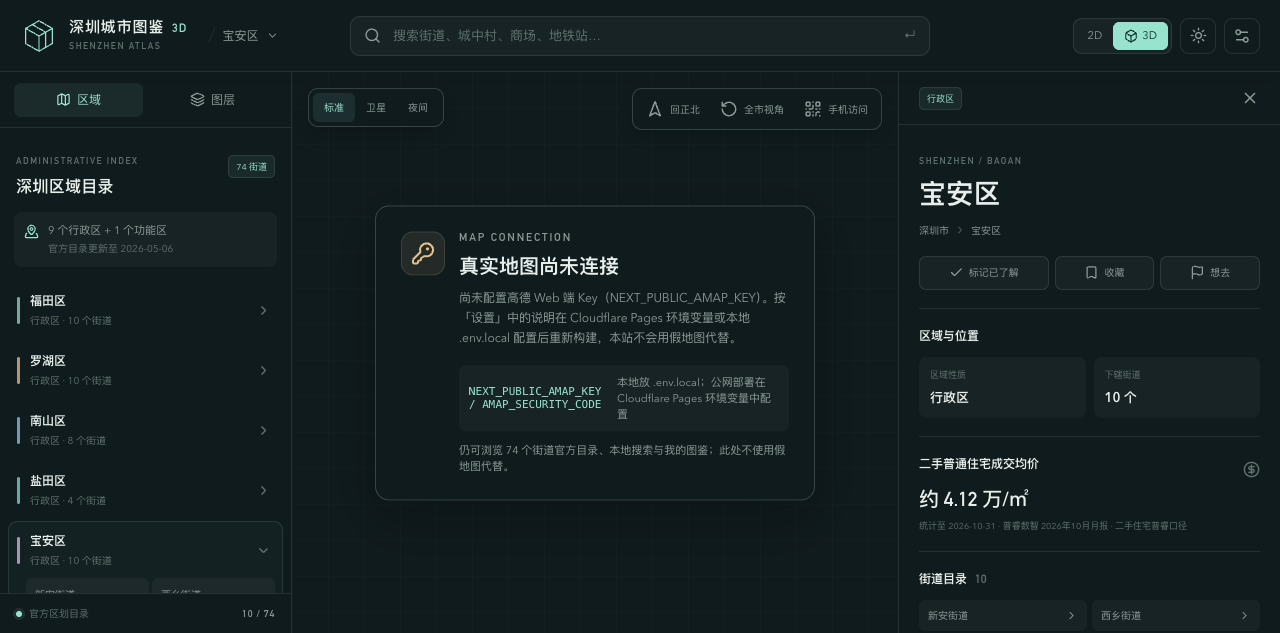 深圳城市图鉴 3D
SHENZHEN ATLAS
宝安区
搜索街道、城中村、商场、地铁站…
2D
3D
区域
图层
标准
卫星
夜间
回正北
全市视角
手机访问
行政区
ADMINISTRATIVE INDEX
深圳区域目录
74 街道
9 个行政区 + 1 个功能区
官方目录更新至 2026-05-06
福田区
行政区 · 10 个街道
罗湖区
行政区 · 10 个街道
南山区
行政区 · 8 个街道
盐田区
行政区 · 4 个街道
宝安区
行政区 · 10 个街道
新安街道
西乡街道
官方区划目录
10 / 74
MAP CONNECTION
真实地图尚未连接
尚未配置高德 Web 端 Key（NEXT_PUBLIC_AMAP_KEY）。按
「设置」中的说明在 Cloudflare Pages 环境变量或本地
.env.local 配置后重新构建，本站不会用假地图代替。
NEXT_PUBLIC_AMAP_KEY
/ AMAP_SECURITY_CODE
本地放 .env.local；公网部署在
Cloudflare Pages 环境变量中配
置
仍可浏览 74 个街道官方目录、本地搜索与我的图鉴；此处不使用假
地图代替。
SHENZHEN / BAOAN
宝安区
深圳市
宝安区
标记已了解
收藏
想去
区域与位置
区域性质
行政区
下辖街道
10 个
二手普通住宅成交均价
约 4.12 万/㎡
统计至 2026-10-31 · 普睿数智 2026年10月月报 · 二手住宅普睿口径
街道目录 10
新安街道
西乡街道